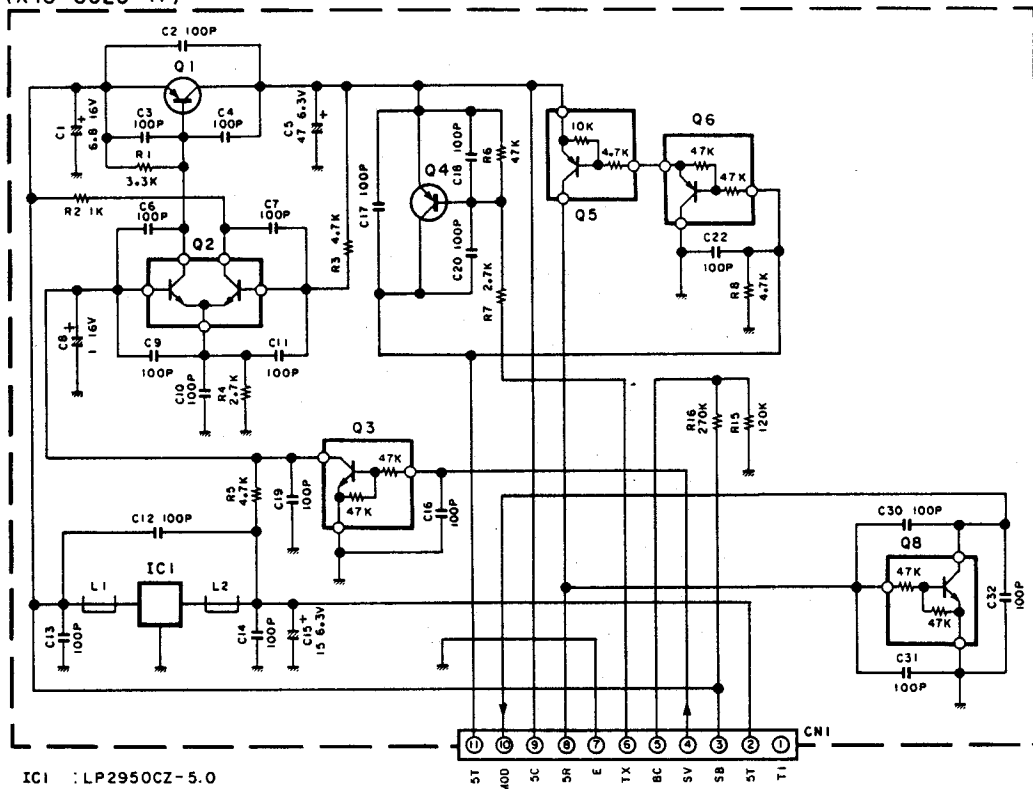 C2 100P
Q1
C1
6.8 16V
C3
100P
C4
100P
C5
47 6.3V
R1
3.3K
R2 1K
C6
100P
C7
100P
Q2
R3 4.7K
C17 100P
Q4
C18 100P
R6
47K
C20 100P
R7 2.7K
10K
4.7K
Q5
Q6
47K
47K
C22
100P
R8
4.7K
C8
1 16V
C9
100P
C10
100P
R4
2.7K
C11
100P
R16
270K
R15
120K
Q3
47K
47K
R5
4.7K
C19
100P
C16
100P
C12 100P
L1
IC1
L2
C13
100P
C14
100P
C15
15 6.3V
C30 100P
Q8
47K
47K
C31
100P
C32
100P
CN1
11 10 9 8 7 6 5 4 3 2 1
5T MOD 5C 5R E TX BC SV SB 5T TI
IC1 : LP2950CZ-5.0